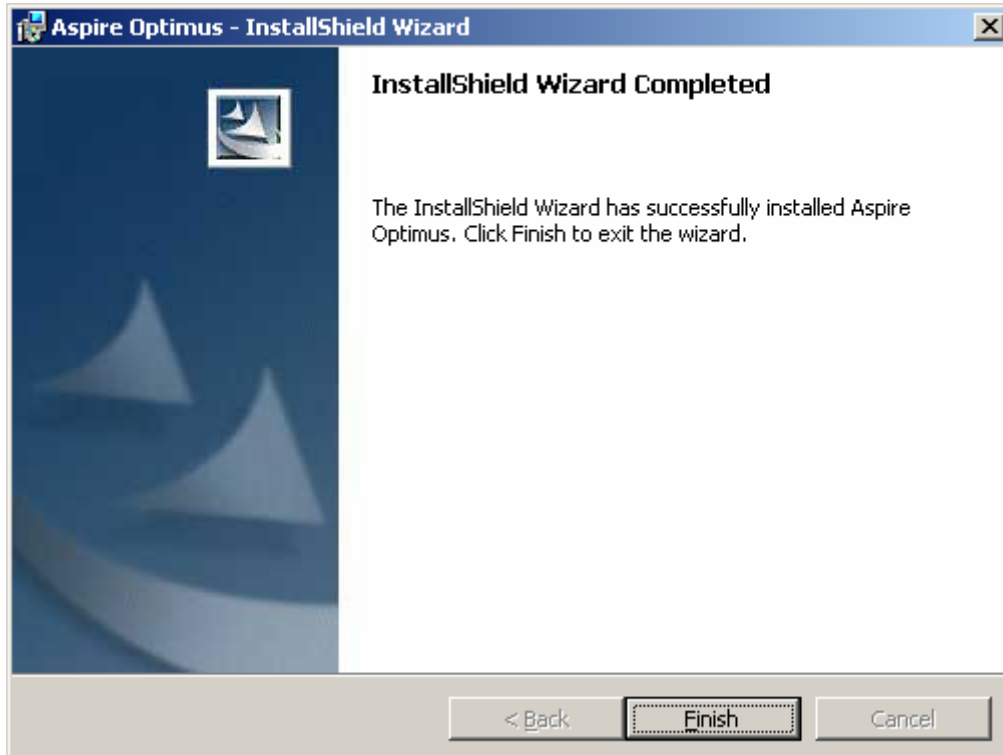 Aspire Optimus - InstallShield Wizard
InstallShield Wizard Completed
The InstallShield Wizard has successfully installed Aspire
Optimus. Click Finish to exit the wizard.
< Back
Finish
Cancel